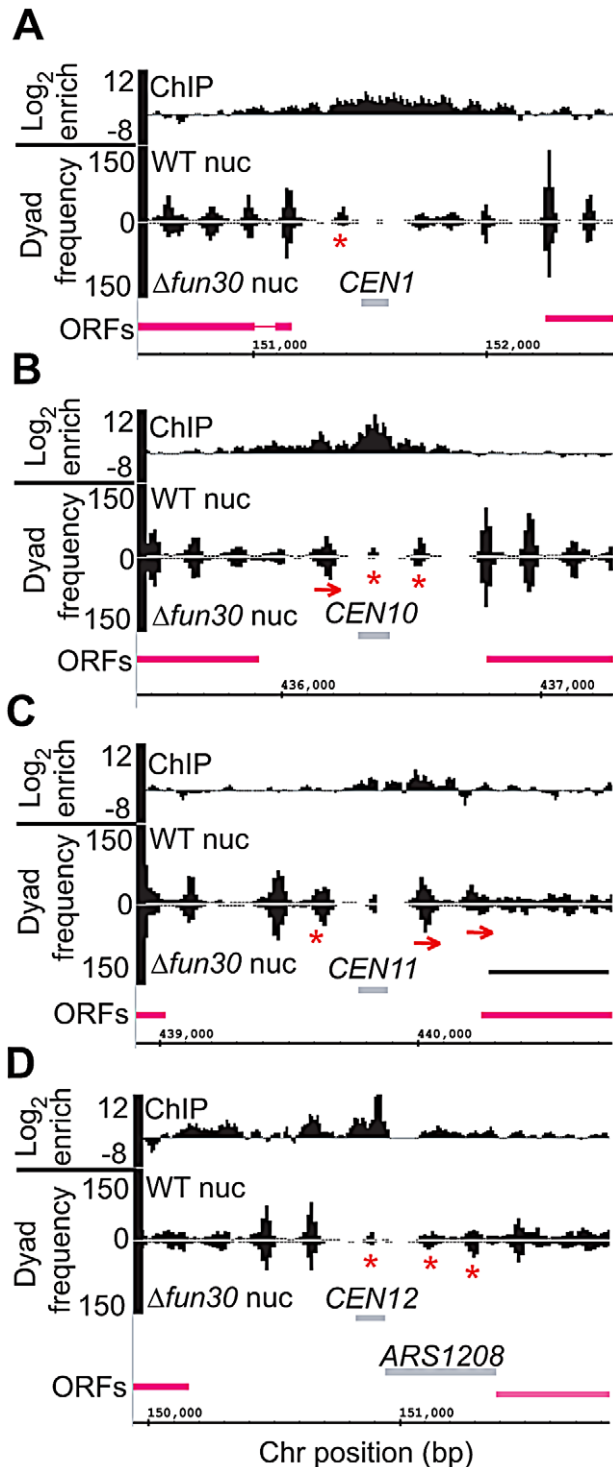 A
Log2 enrich
12
-8
ChIP
Dyad frequency
150
0
150
WT nuc
*
Δfun30 nuc
CEN1
ORFs
151,000
152,000
B
Log2 enrich
12
-8
ChIP
Dyad frequency
150
0
150
WT nuc
* *
Δfun30 nuc
CEN10
ORFs
436,000
437,000
C
Log2 enrich
12
-8
ChIP
Dyad frequency
150
0
150
WT nuc
*
Δfun30 nuc
CEN11
ORFs
439,000
440,000
D
Log2 enrich
12
-8
ChIP
Dyad frequency
150
0
150
WT nuc
* * *
Δfun30 nuc
CEN12
ARS1208
ORFs
150,000
151,000
Chr position (bp)